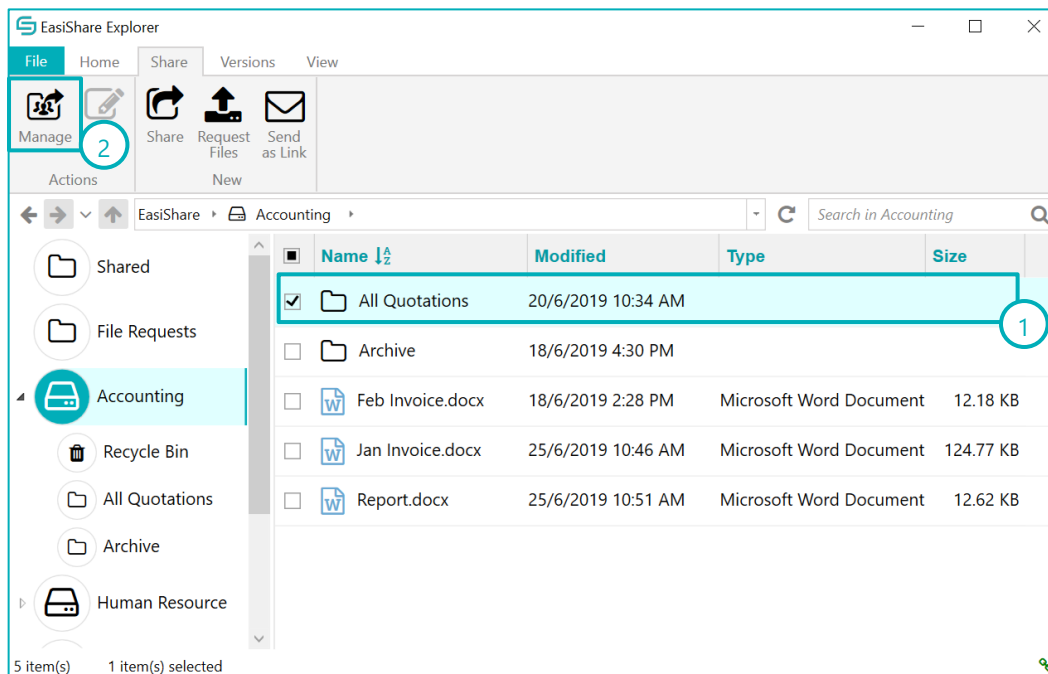 EasiShare Explorer
File Home Share Versions View
Manage Share Request Files Send as Link
2
Actions New
EasiShare Accounting Search in Accounting
Shared
File Requests
Accounting
Recycle Bin
All Quotations
Archive
Human Resource
Name Modified Type Size
All Quotations 20/6/2019 10:34 AM
1
Archive 18/6/2019 4:30 PM
Feb Invoice.docx 18/6/2019 2:28 PM Microsoft Word Document 12.18 KB
Jan Invoice.docx 25/6/2019 10:46 AM Microsoft Word Document 124.77 KB
Report.docx 25/6/2019 10:51 AM Microsoft Word Document 12.62 KB
5 item(s) 1 item(s) selected